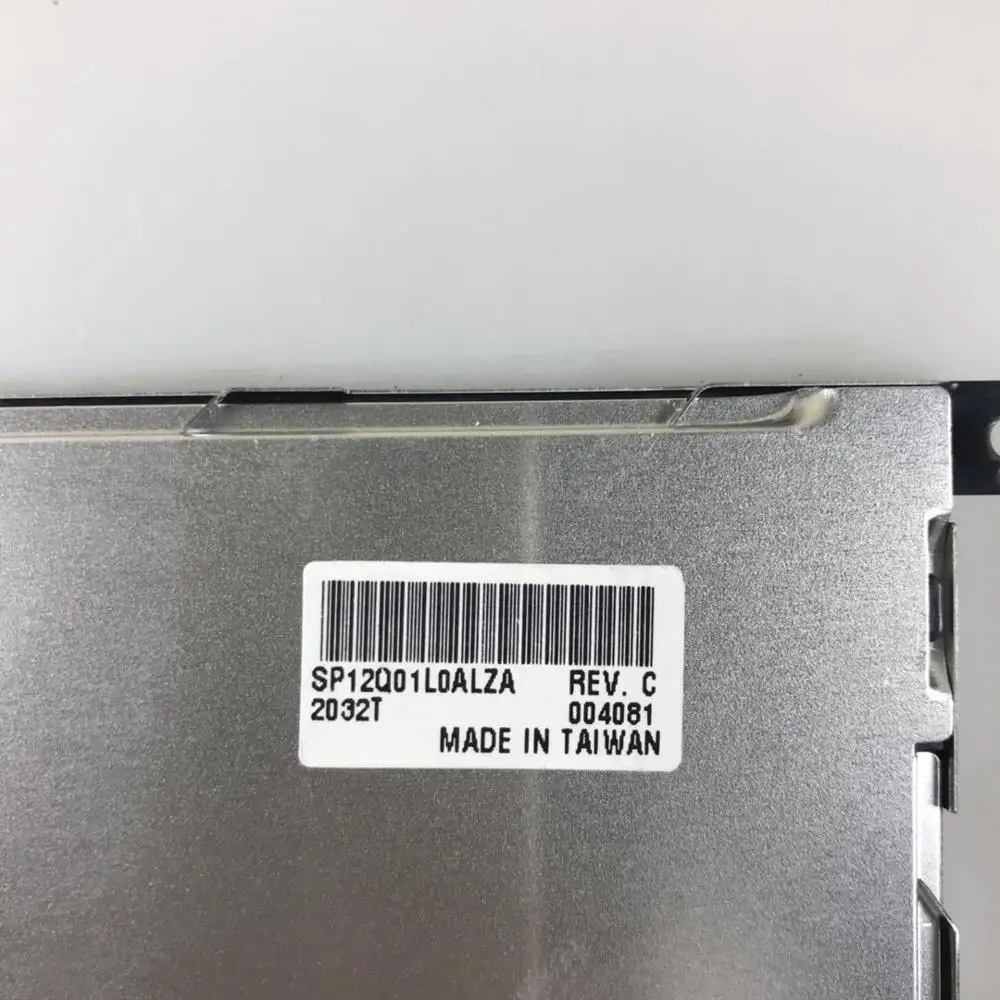 SP12Q01L0ALZA REV. C
2032T 004081
MADE IN TAIWAN